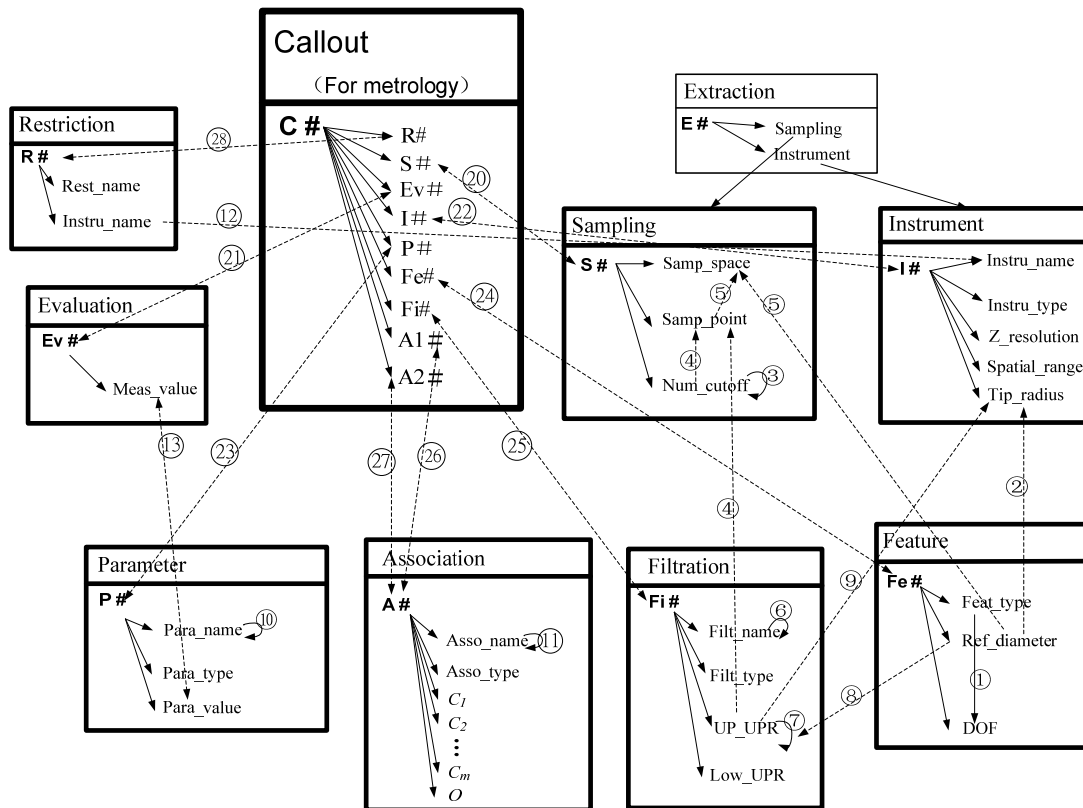 Callout
（For metrology）
C #
R#
S #
Ev#
I #
P #
Fe#
Fi#
A1 #
A2 #
Restriction
R #
Rest_name
Instru_name
Evaluation
Ev #
Meas_value
Extraction
E #
Sampling
Instrument
Sampling
S #
Samp_space
Samp_point
Num_cutoff
Instrument
I #
Instru_name
Instru_type
Z_resolution
Spatial_range
Tip_radius
Parameter
P #
Para_name
Para_type
Para_value
Association
A #
Asso_name
Asso_type
C1
C2
Cm
O
Filtration
Fi #
Filt_name
Filt_type
UP_UPR
Low_UPR
Feature
Fe#
Feat_type
Ref_diameter
DOF
㉘
⑳
⑫
㉒
㉑
㉔
⑤
⑤
④
③
⑬
㉓
㉗
㉖
㉕
④
②
⑨
⑩
⑪
⑥
⑦
⑧
①